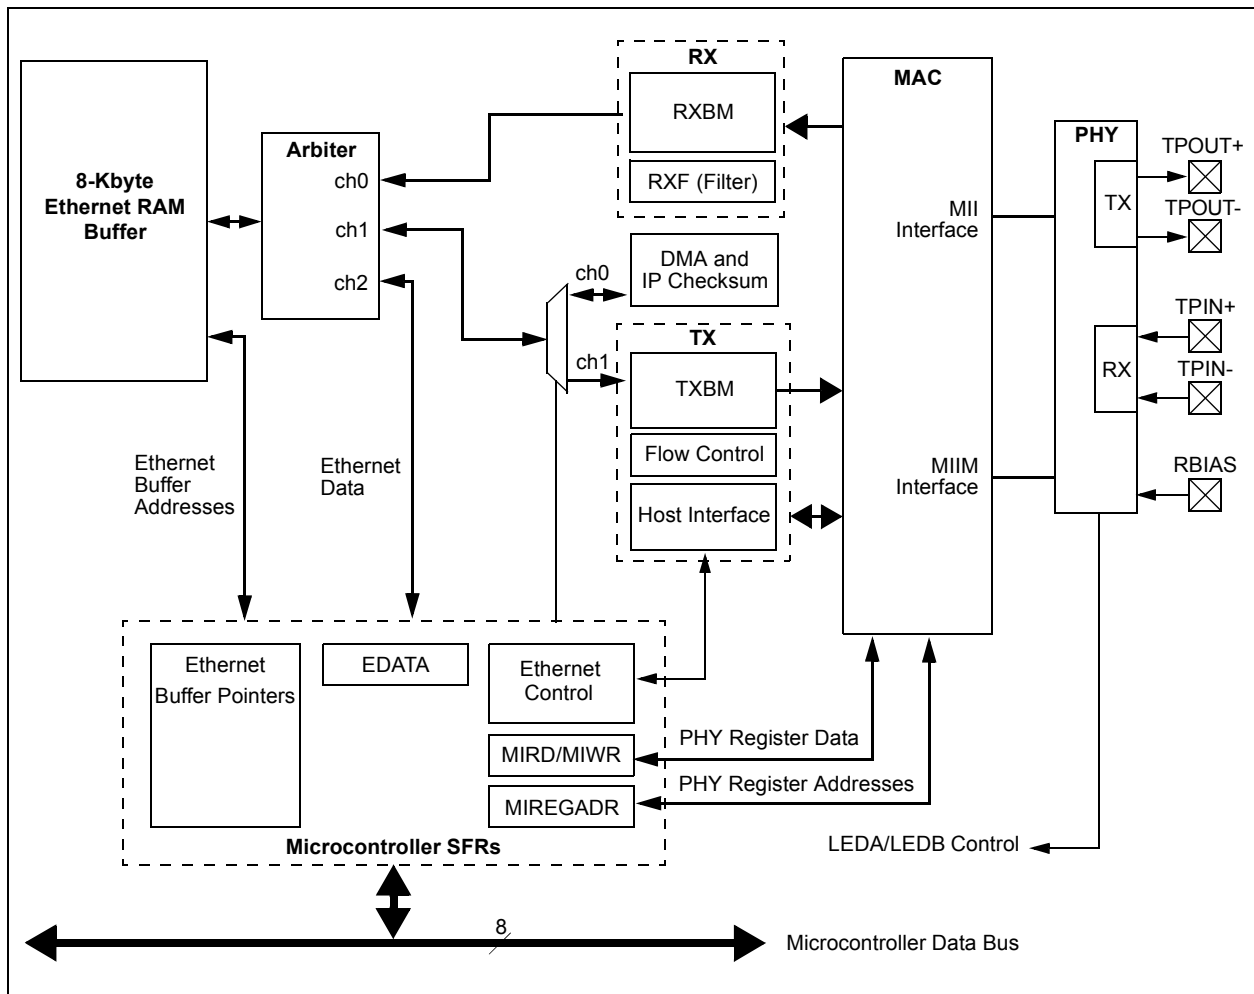 RX
MAC
RXBM
RXF (Filter)
8-Kbyte
Ethernet RAM
Buffer
Arbiter
ch0
ch1
ch2
MII
Interface
PHY
TX
RX
TPOUT+
TPOUT-
TPIN+
TPIN-
RBIAS
DMA and
IP Checksum
ch0
ch1
TX
TXBM
Flow Control
Host Interface
MIIM
Interface
Ethernet
Buffer
Addresses
Ethernet
Data
Ethernet
Buffer Pointers
EDATA
Ethernet
Control
MIRD/MIWR
MIREGADR
PHY Register Data
PHY Register Addresses
Microcontroller SFRs
LEDA/LEDB Control
8
Microcontroller Data Bus